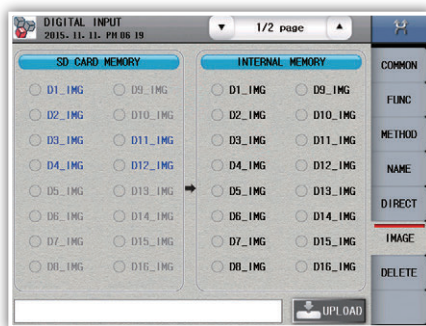 DIGITAL INPUT
2015. 11. 11. PM 06 19
▼ 1/2 page ▲
SD CARD MEMORY
D1_IMG D9_IMG
D2_IMG D10_IMG
D3_IMG D11_IMG
D4_IMG D12_IMG
D5_IMG D13_IMG
D6_IMG D14_IMG
D7_IMG D15_IMG
D8_IMG D16_IMG
INTERNAL MEMORY
D1_IMG D9_IMG
D2_IMG D10_IMG
D3_IMG D11_IMG
D4_IMG D12_IMG
D5_IMG D13_IMG
D6_IMG D14_IMG
D7_IMG D15_IMG
D8_IMG D16_IMG
UPLOAD
COMMON
FUNC
METHOD
NAME
DIRECT
IMAGE
DELETE